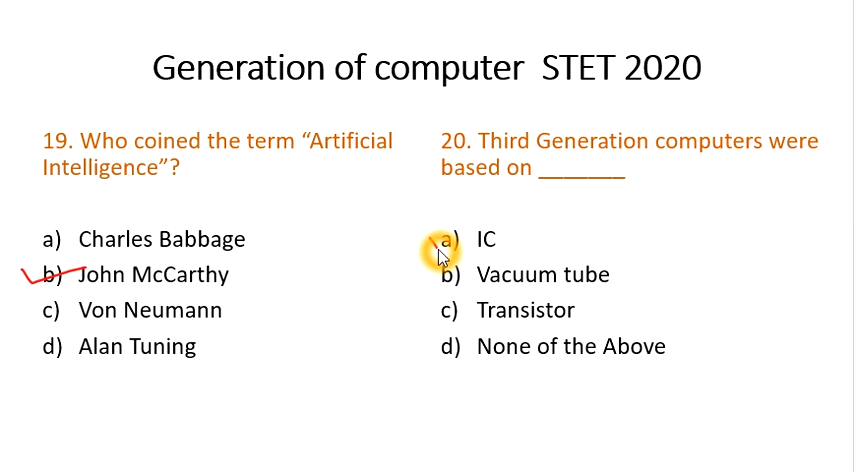 Generation of computer STET 2020
19. Who coined the term “Artificial
Intelligence”?
a) Charles Babbage
b) John McCarthy
c) Von Neumann
d) Alan Tuning
20. Third Generation computers were
based on _______
a) IC
b) Vacuum tube
c) Transistor
d) None of the Above